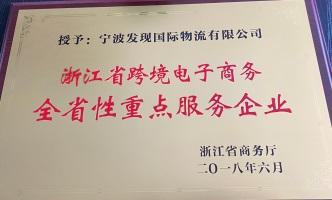 授予：宁波发现国际物流有限公司
浙江省跨境电子商务
全省性重点服务企业
浙江省商务厅
二〇一八年六月